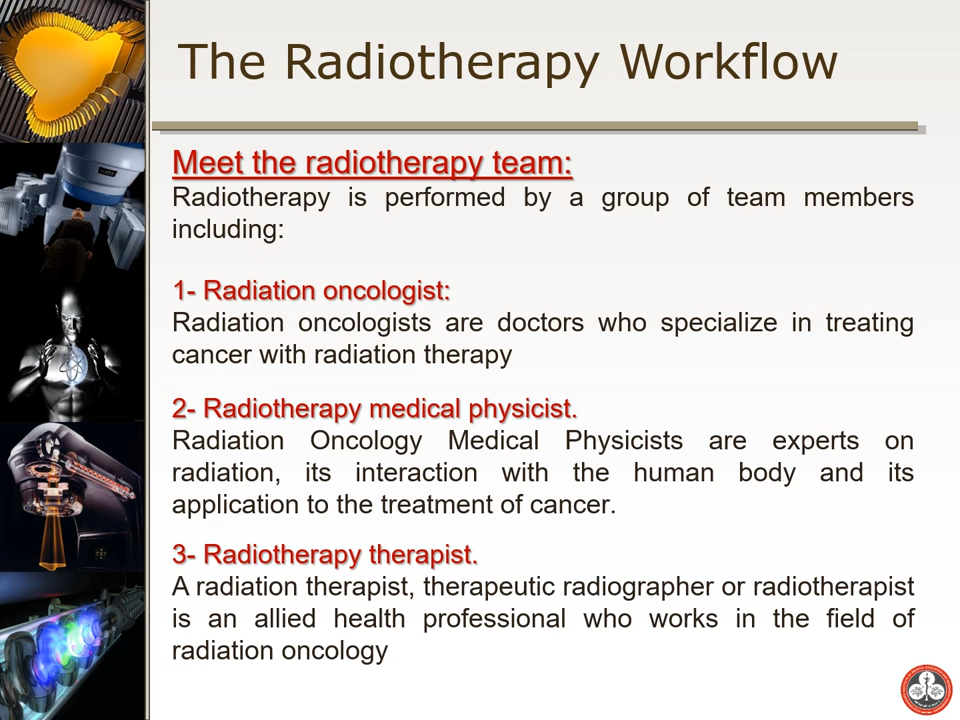 The Radiotherapy Workflow
Meet the radiotherapy team:
Radiotherapy is performed by a group of team members
including:
1- Radiation oncologist:
Radiation oncologists are doctors who specialize in treating
cancer with radiation therapy
2- Radiotherapy medical physicist.
Radiation Oncology Medical Physicists are experts on
radiation, its interaction with the human body and its
application to the treatment of cancer.
3- Radiotherapy therapist.
A radiation therapist, therapeutic radiographer or radiotherapist
is an allied health professional who works in the field of
radiation oncology